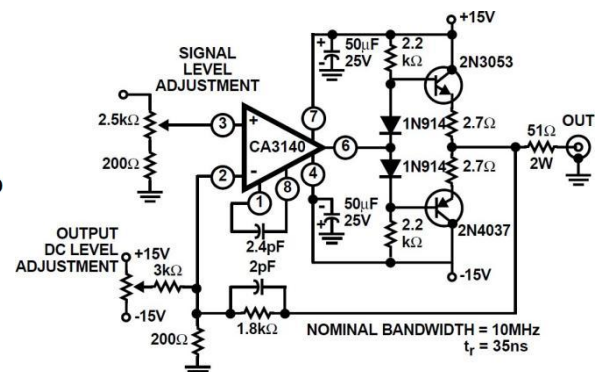 +15V
SIGNAL
LEVEL
ADJUSTMENT
+
50μF
25V
-
2.2
kΩ
2N3053
2.5kΩ
200Ω
3
+
CA3140
2
-
7
6
4
1
8
1N914
1N914
2.7Ω
2.7Ω
51Ω
2W
OUT
2.4pF
-
50μF
25V
+
2.2
kΩ
2N4037
-15V
OUTPUT
DC LEVEL
ADJUSTMENT
+15V
3kΩ
-15V
200Ω
2pF
1.8kΩ
NOMINAL BANDWIDTH = 10MHz
tr = 35ns